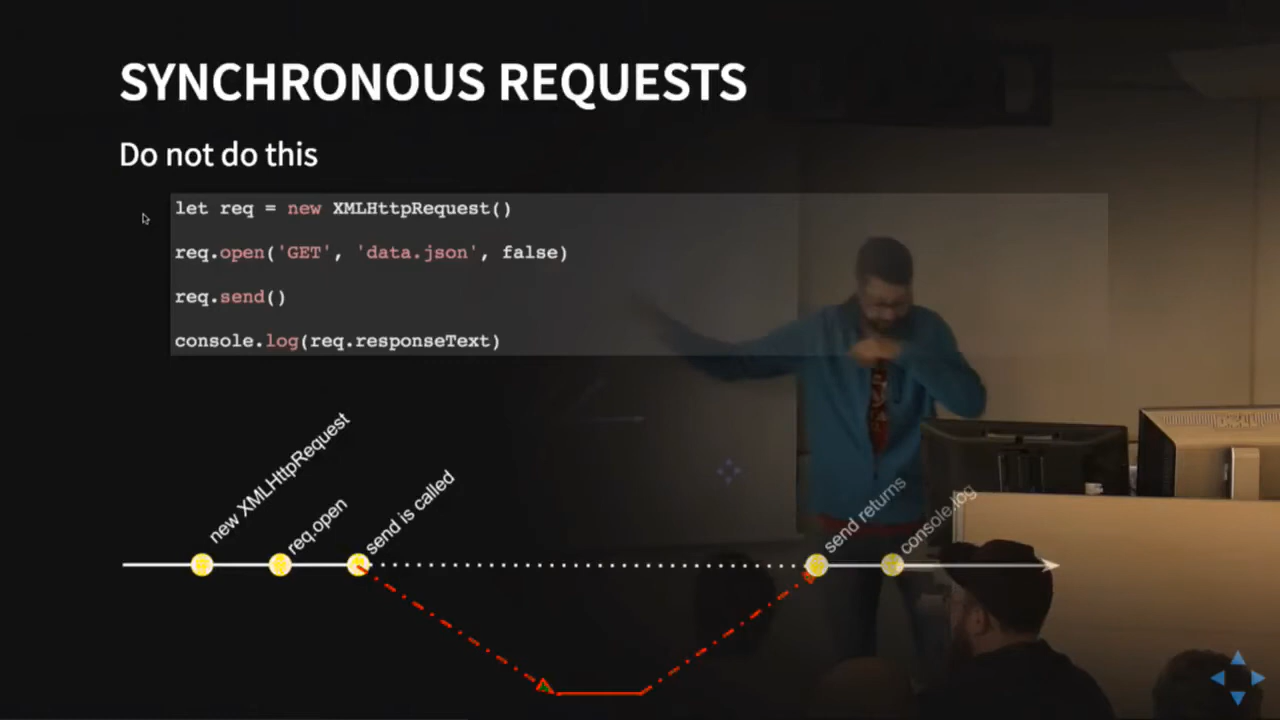 SYNCHRONOUS REQUESTS
Do not do this
let req = new XMLHttpRequest()
req.open('GET', 'data.json', false)
req.send()
console.log(req.responseText)
new XMLHttpRequest
req.open
send is called
send returns
console.log
DELL